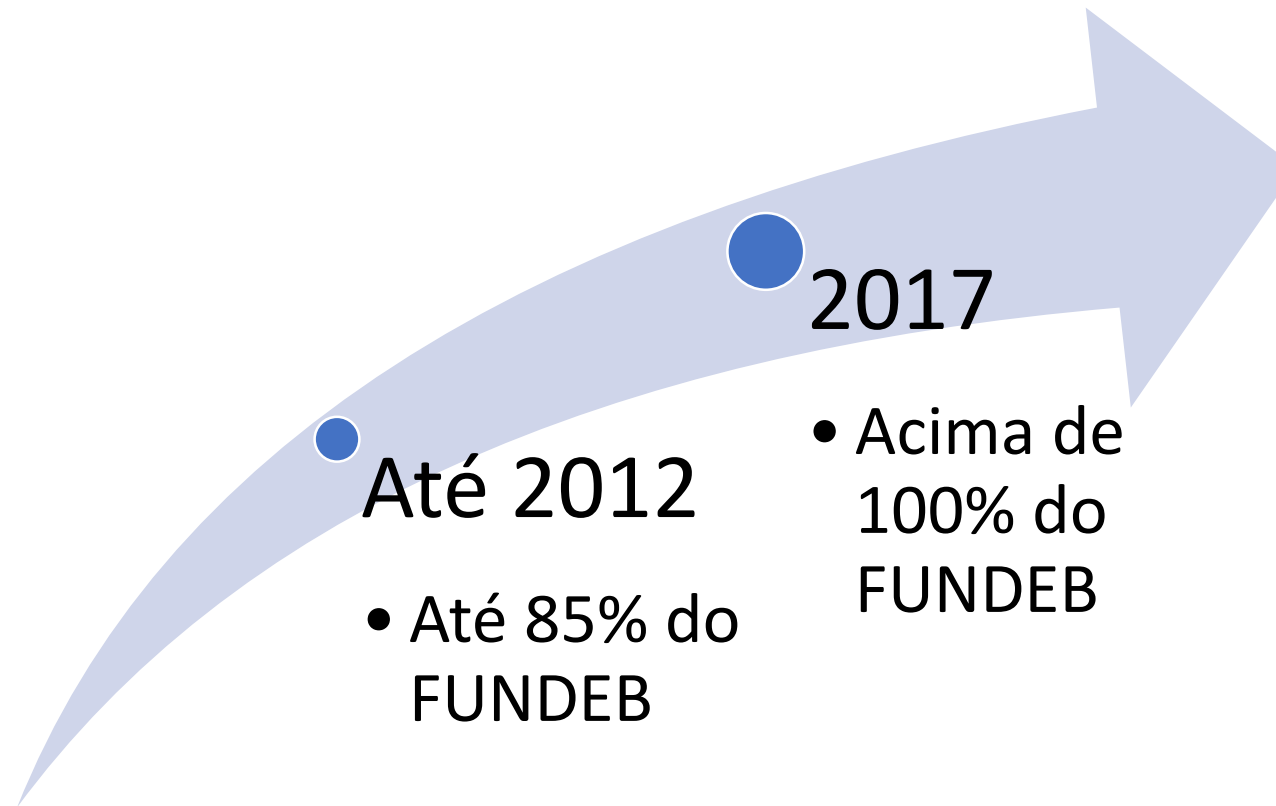 Até 2012
• Até 85% do
FUNDEB
2017
• Acima de
100% do
FUNDEB